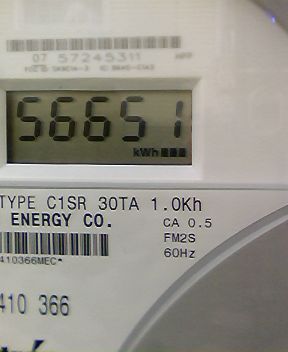 07 57245311
56651
kWh
TYPE C1SR 30TA 1.0Kh
ENERGY CO.
CA 0.5
FM2S
60Hz
410366MEC*
410 366